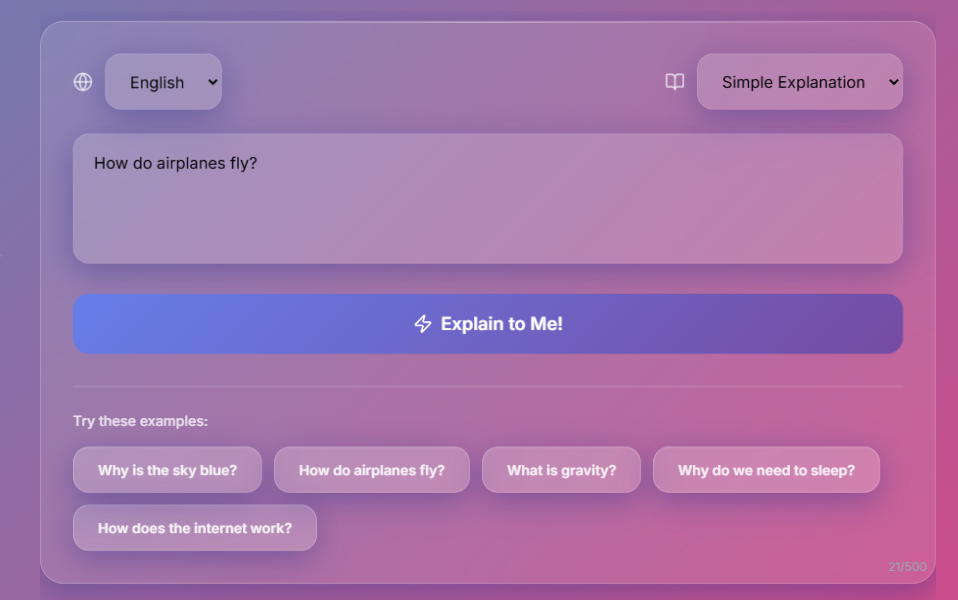 English
Simple Explanation
How do airplanes fly?
Explain to Me!
Try these examples:
Why is the sky blue?
How do airplanes fly?
What is gravity?
Why do we need to sleep?
How does the internet work?
21/500